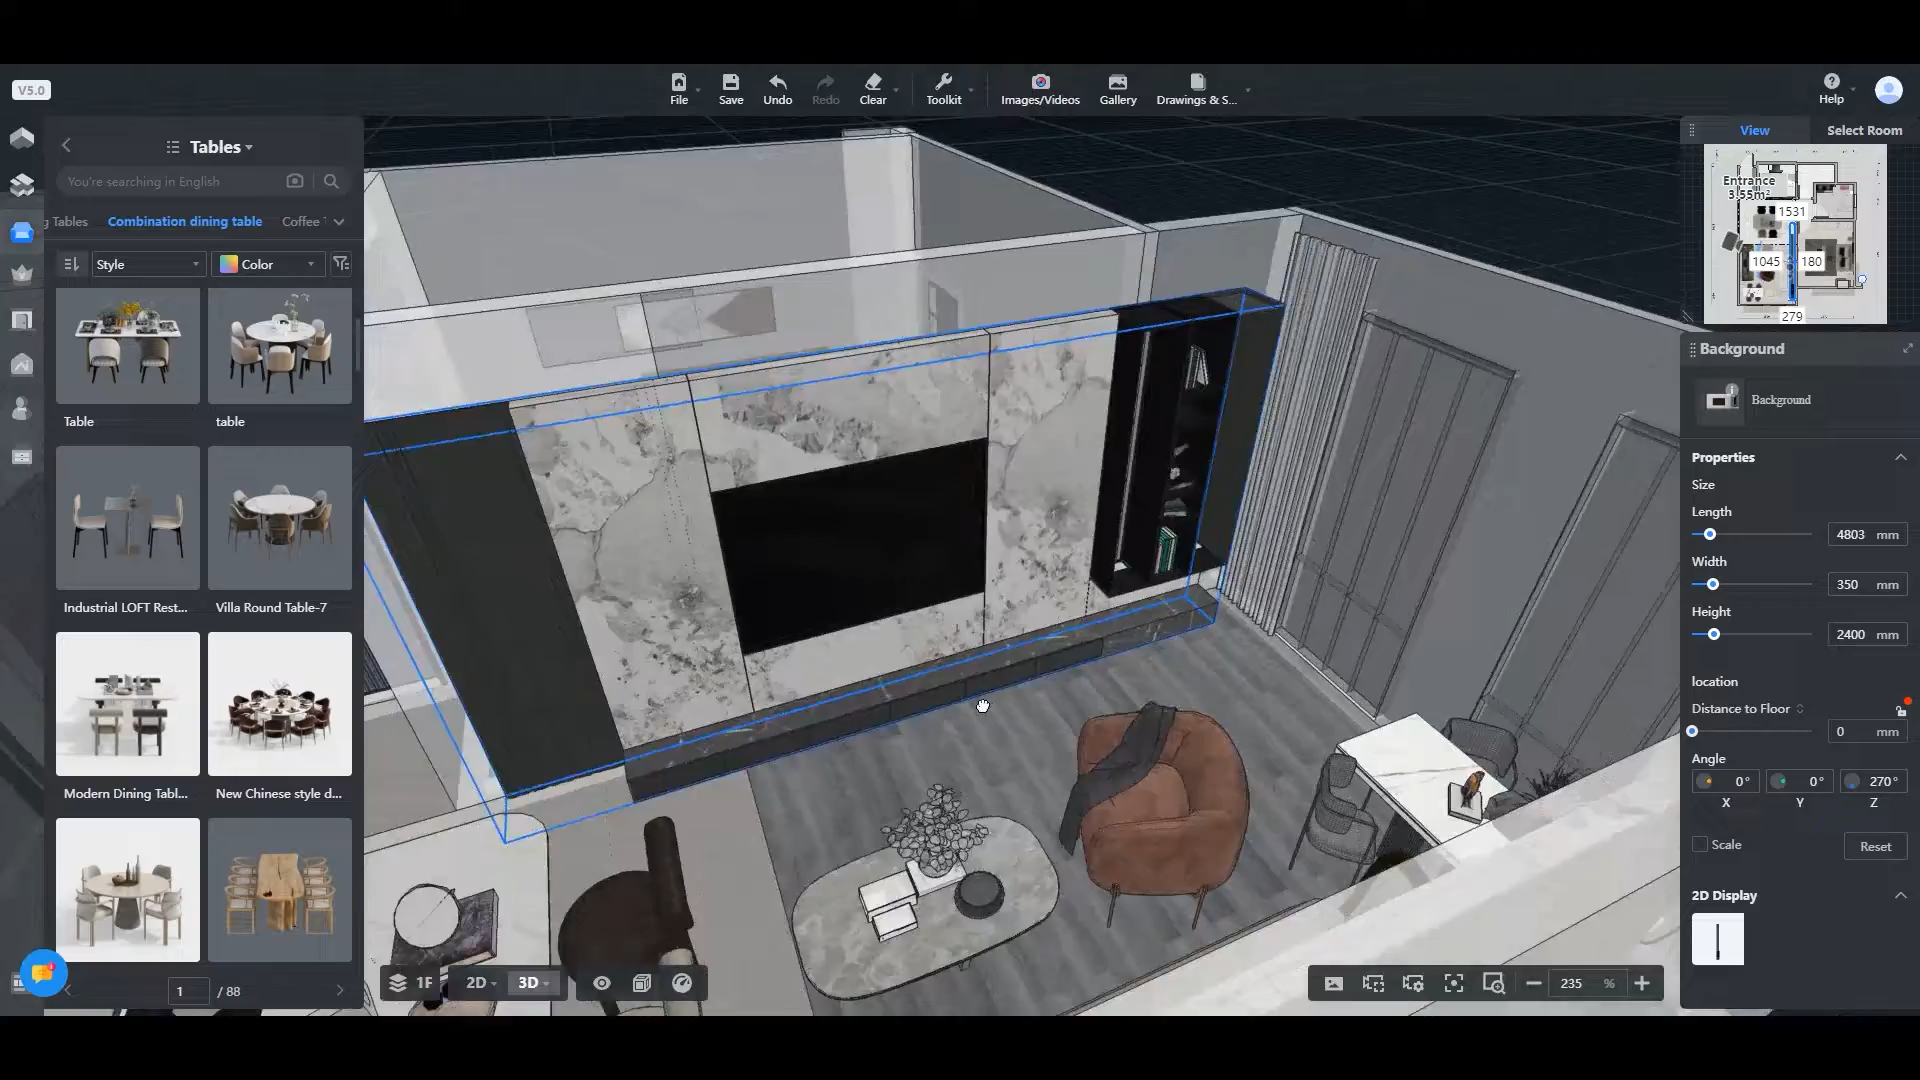 V5.0
File
Save
Undo
Redo
Clear
Toolkit
Images/Videos
Gallery
Drawings & S...
Help
Tables
You're searching in English
g Tables
Combination dining table
Coffee
Style
Color
Table
table
Industrial LOFT Rest...
Villa Round Table-7
Modern Dining Tabl...
New Chinese style d...
1 / 88
1F
2D
3D
235 %
View
Select Room
Entrance
3.55m²
1531
1045
180
279
Background
Background
Properties
Size
Length
4803 mm
Width
350 mm
Height
2400 mm
location
Distance to Floor
0 mm
Angle
0°
0°
270°
X
Y
Z
Scale
Reset
2D Display